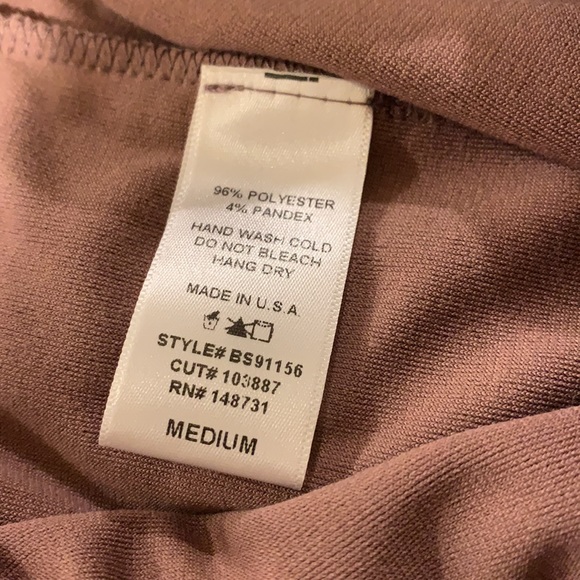 96% POLYESTER
4% PANDEX
HAND WASH COLD
DO NOT BLEACH
HANG DRY
MADE IN U.S.A
STYLE# BS91156
CUT# 103887
RN# 148731
MEDIUM